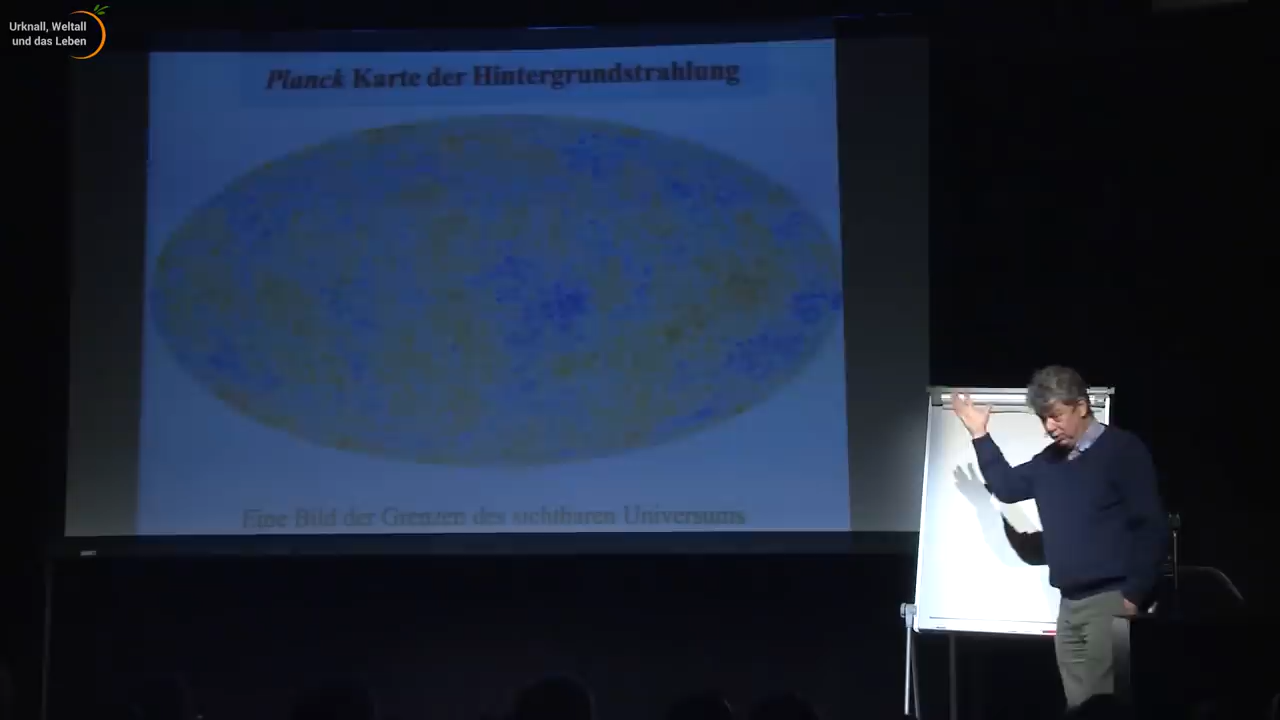 Urknall, Weltall
und das Leben
Planck Karte der Hintergrundstrahlung
Eine Bild der Grenzen des sichtbaren Universums